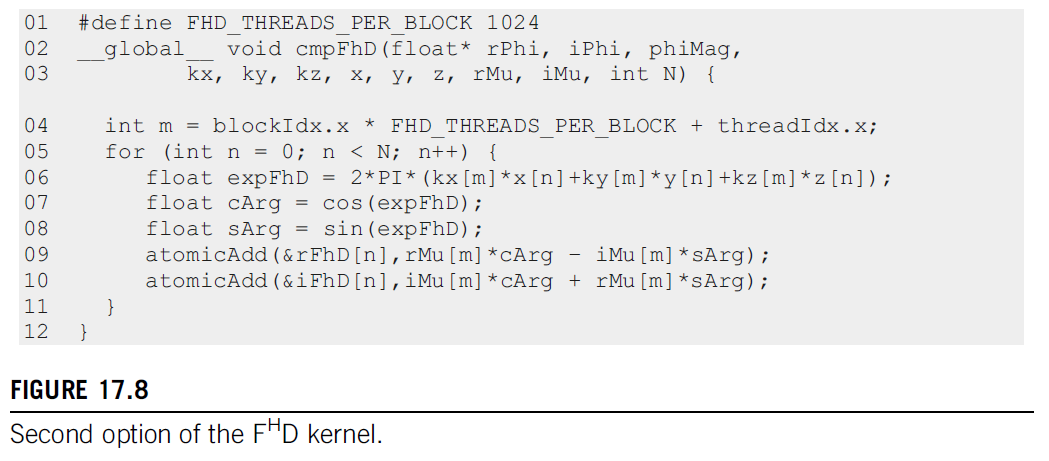 01 #define FHD_THREADS_PER_BLOCK 1024
02 __global__ void cmpFhD(float* rPhi, iPhi, phiMag,
03 kx, ky, kz, x, y, z, rMu, iMu, int N) {
04 int m = blockIdx.x * FHD_THREADS_PER_BLOCK + threadIdx.x;
05 for (int n = 0; n < N; n++) {
06 float expFhD = 2*PI*(kx[m]*x[n]+ky[m]*y[n]+kz[m]*z[n]);
07 float cArg = cos(expFhD);
08 float sArg = sin(expFhD);
09 atomicAdd(&rFhD[n],rMu[m]*cArg – iMu[m]*sArg);
10 atomicAdd(&iFhD[n],iMu[m]*cArg + rMu[m]*sArg);
11 }
12 }
FIGURE 17.8
Second option of the FᴴD kernel.